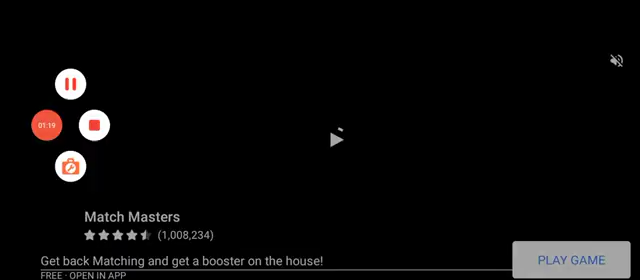 01:19
Match Masters
(1,008,234)
Get back Matching and get a booster on the house!
FREE · OPEN IN APP
PLAY GAME